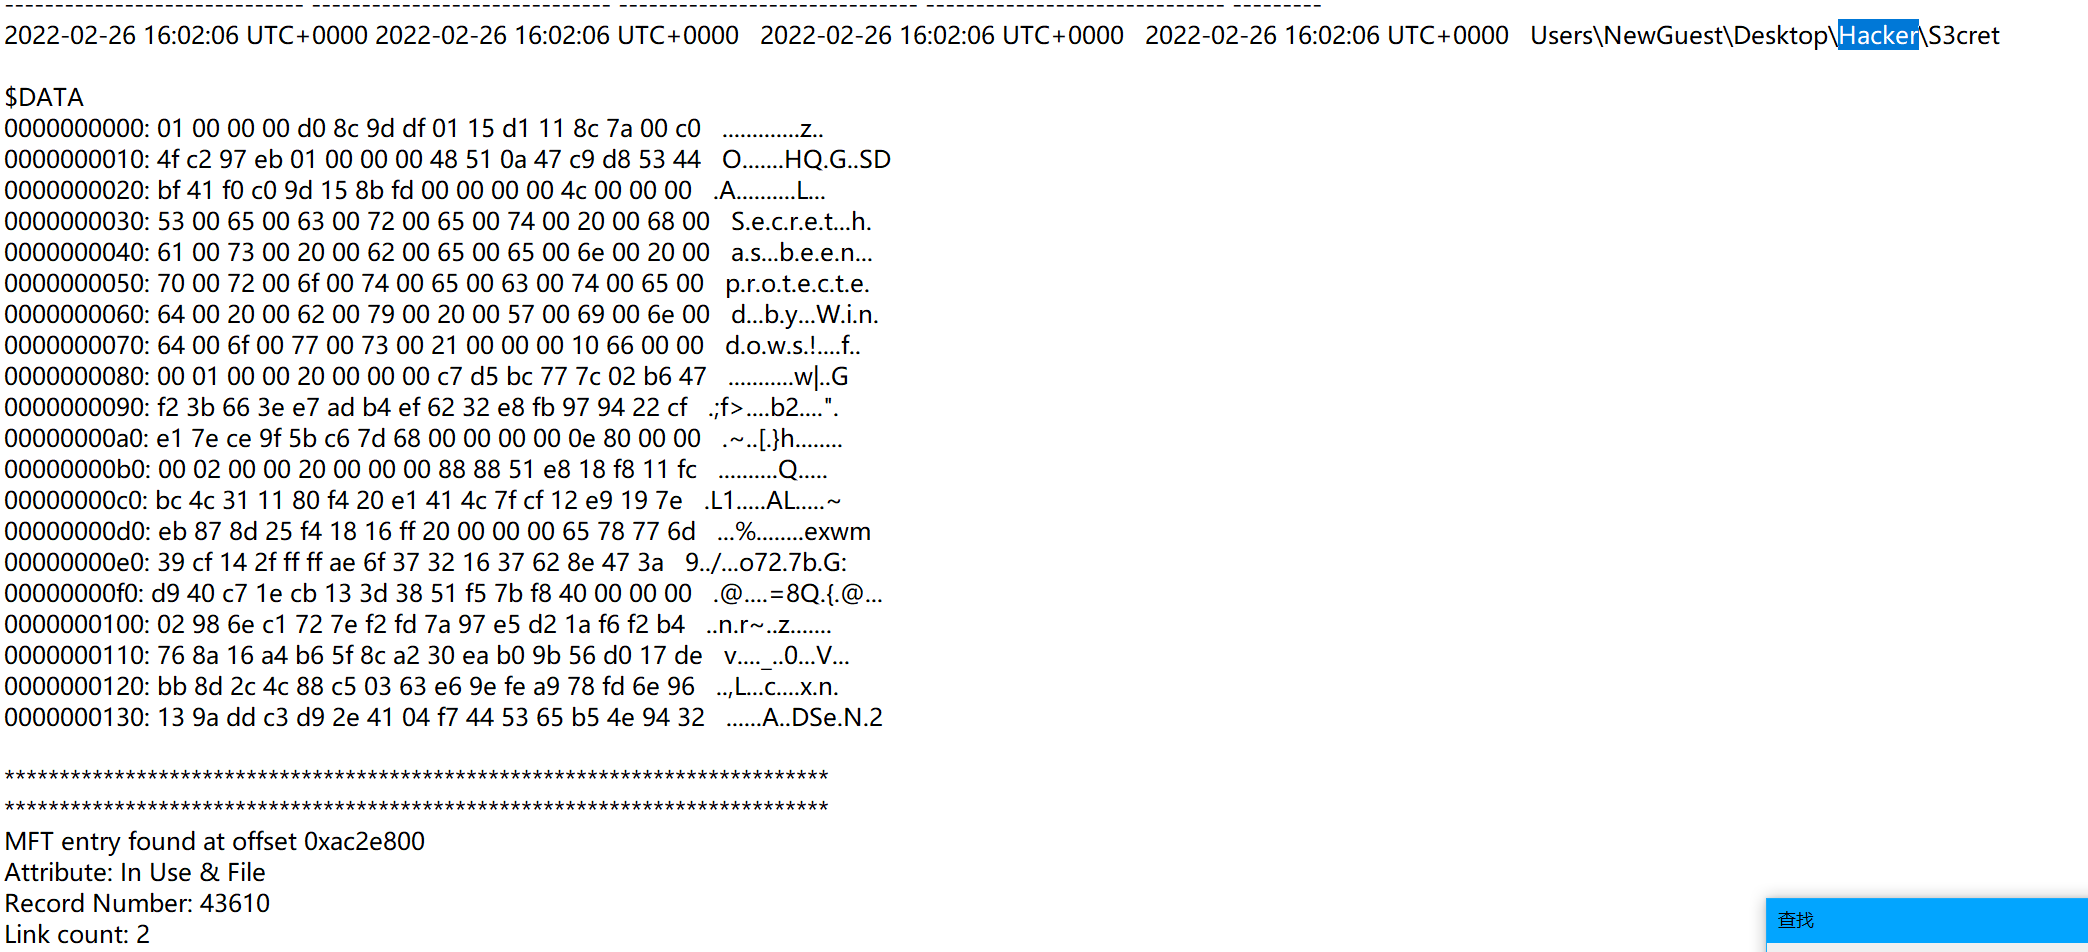 ------------------------------ ------------------------------ ------------------------------ ------------------------------ ---------
2022-02-26 16:02:06 UTC+0000 2022-02-26 16:02:06 UTC+0000   2022-02-26 16:02:06 UTC+0000   2022-02-26 16:02:06 UTC+0000   Users\NewGuest\Desktop\Hacker\S3cret
$DATA
0000000000: 01 00 00 00 d0 8c 9d df 01 15 d1 11 8c 7a 00 c0   .............z..
0000000010: 4f c2 97 eb 01 00 00 00 48 51 0a 47 c9 d8 53 44   O.......HQ.G..SD
0000000020: bf 41 f0 c0 9d 15 8b fd 00 00 00 00 4c 00 00 00   .A..........L...
0000000030: 53 00 65 00 63 00 72 00 65 00 74 00 20 00 68 00   S.e.c.r.e.t...h.
0000000040: 61 00 73 00 20 00 62 00 65 00 65 00 6e 00 20 00   a.s...b.e.e.n...
0000000050: 70 00 72 00 6f 00 74 00 65 00 63 00 74 00 65 00   p.r.o.t.e.c.t.e.
0000000060: 64 00 20 00 62 00 79 00 20 00 57 00 69 00 6e 00   d...b.y...W.i.n.
0000000070: 64 00 6f 00 77 00 73 00 21 00 00 00 10 66 00 00   d.o.w.s.!....f..
0000000080: 00 01 00 00 20 00 00 00 c7 d5 bc 77 7c 02 b6 47   ...........w|..G
0000000090: f2 3b 66 3e e7 ad b4 ef 62 32 e8 fb 97 94 22 cf   .;f>....b2....".
00000000a0: e1 7e ce 9f 5b c6 7d 68 00 00 00 00 0e 80 00 00   .~..[.}h........
00000000b0: 00 02 00 00 20 00 00 00 88 88 51 e8 18 f8 11 fc   ..........Q.....
00000000c0: bc 4c 31 11 80 f4 20 e1 41 4c 7f cf 12 e9 19 7e   .L1.....AL.....~
00000000d0: eb 87 8d 25 f4 18 16 ff 20 00 00 00 65 78 77 6d   ...%........exwm
00000000e0: 39 cf 14 2f ff ff ae 6f 37 32 16 37 62 8e 47 3a   9../...o72.7b.G:
00000000f0: d9 40 c7 1e cb 13 3d 38 51 f5 7b f8 40 00 00 00   .@....=8Q.{.@...
0000000100: 02 98 6e c1 72 7e f2 fd 7a 97 e5 d2 1a f6 f2 b4   ..n.r~..z.......
0000000110: 76 8a 16 a4 b6 5f 8c a2 30 ea b0 9b 56 d0 17 de   v...._..0...V...
0000000120: bb 8d 2c 4c 88 c5 03 63 e6 9e fe a9 78 fd 6e 96   ..,L...c....x.n.
0000000130: 13 9a dd c3 d9 2e 41 04 f7 44 53 65 b5 4e 94 32   ......A..DSe.N.2
***************************************************************************
***************************************************************************
MFT entry found at offset 0xac2e800
Attribute: In Use & File
Record Number: 43610
Link count: 2
查找